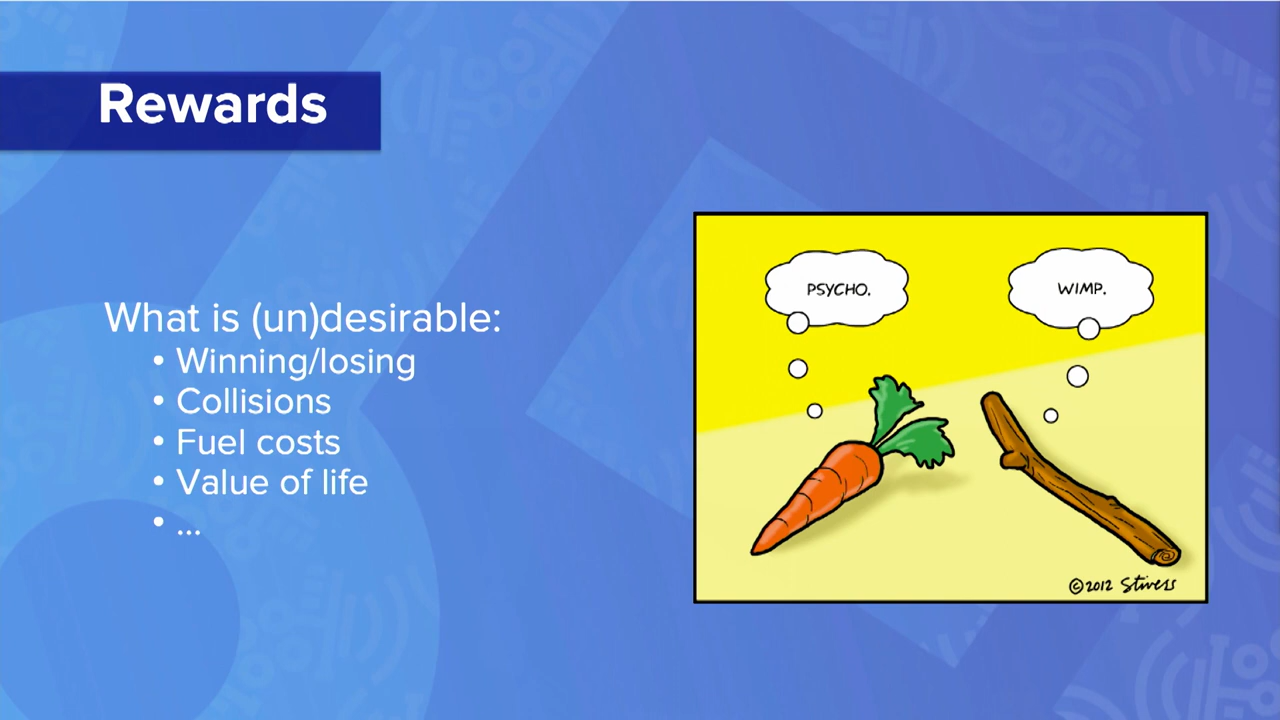 Rewards
What is (un)desirable:
• Winning/losing
• Collisions
• Fuel costs
• Value of life
• ...
PSYCHO.
WIMP.
©2012 Stivers